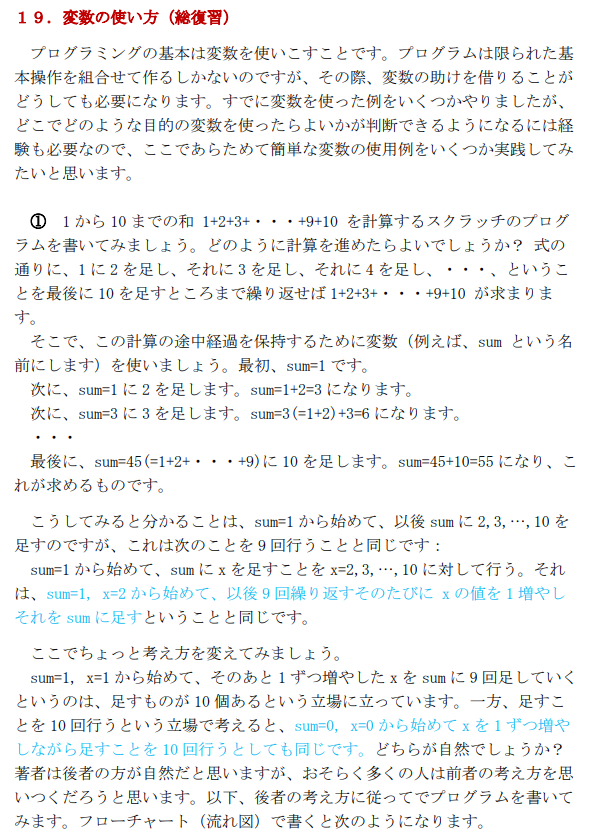 １９．変数の使い方（総復習）
プログラミングの基本は変数を使いこすことです。プログラムは限られた基
本操作を組合せて作るしかないのですが、その際、変数の助けを借りることが
どうしても必要になります。すでに変数を使った例をいくつかやりましたが、
どこでどのような目的の変数を使ったらよいかが判断できるようになるには経
験も必要なので、ここであらためて簡単な変数の使用例をいくつか実践してみ
たいと思います。
① 1 から 10 までの和 1+2+3+・・・+9+10 を計算するスクラッチのプログ
ラムを書いてみましょう。どのように計算を進めたらよいでしょうか？ 式の
通りに、1 に 2 を足し、それに 3 を足し、それに 4 を足し、・・・、というこ
とを最後に 10 を足すところまで繰り返せば 1+2+3+・・・+9+10 が求まりま
す。
そこで、この計算の途中経過を保持するために変数（例えば、sum という名
前にします）を使いましょう。最初、sum=1 です。
次に、sum=1 に 2 を足します。sum=1+2=3 になります。
次に、sum=3 に 3 を足します。sum=3(=1+2)+3=6 になります。
・・・
最後に、sum=45(=1+2+・・・+9)に 10 を足します。sum=45+10=55 になり、こ
れが求めるものです。
こうしてみると分かることは、sum=1 から始めて、以後 sum に 2,3,…,10 を
足すのですが、これは次のことを 9 回行うことと同じです：
sum=1 から始めて、sum に x を足すことを x=2,3,…,10 に対して行う。それ
は、sum=1, x=2 から始めて、以後 9 回繰り返すそのたびに x の値を 1 増やし
それを sum に足すということと同じです。
ここでちょっと考え方を変えてみましょう。
sum=1, x=1 から始めて、そのあと 1 ずつ増やした x を sum に 9 回足していく
というのは、足すものが 10 個あるという立場に立っています。一方、足すこ
とを 10 回行うという立場で考えると、sum=0, x=0 から始めて x を 1 ずつ増や
しながら足すことを 10 回行うとしても同じです。どちらが自然でしょうか？
著者は後者の方が自然だと思いますが、おそらく多くの人は前者の考え方を思
いつくだろうと思います。以下、後者の考え方に従ってでプログラムを書いて
みます。フローチャート（流れ図）で書くと次のようになります。